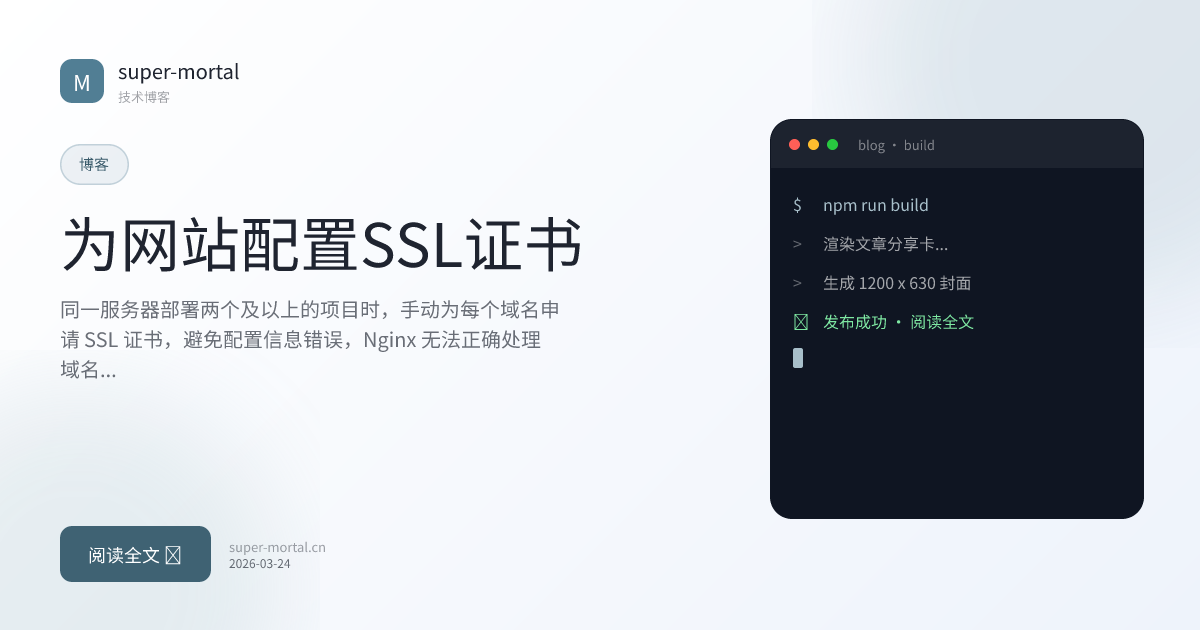 M
super-mortal
技术博客
博客
为网站配置SSL证书
同一服务器部署两个及以上的项目时，手动为每个域名申
请 SSL 证书，避免配置信息错误，Nginx 无法正确处理
域名...
阅读全文
super-mortal.cn
2026-03-24
blog · build
$ npm run build
> 渲染文章分享卡...
> 生成 1200 x 630 封面
发布成功 · 阅读全文